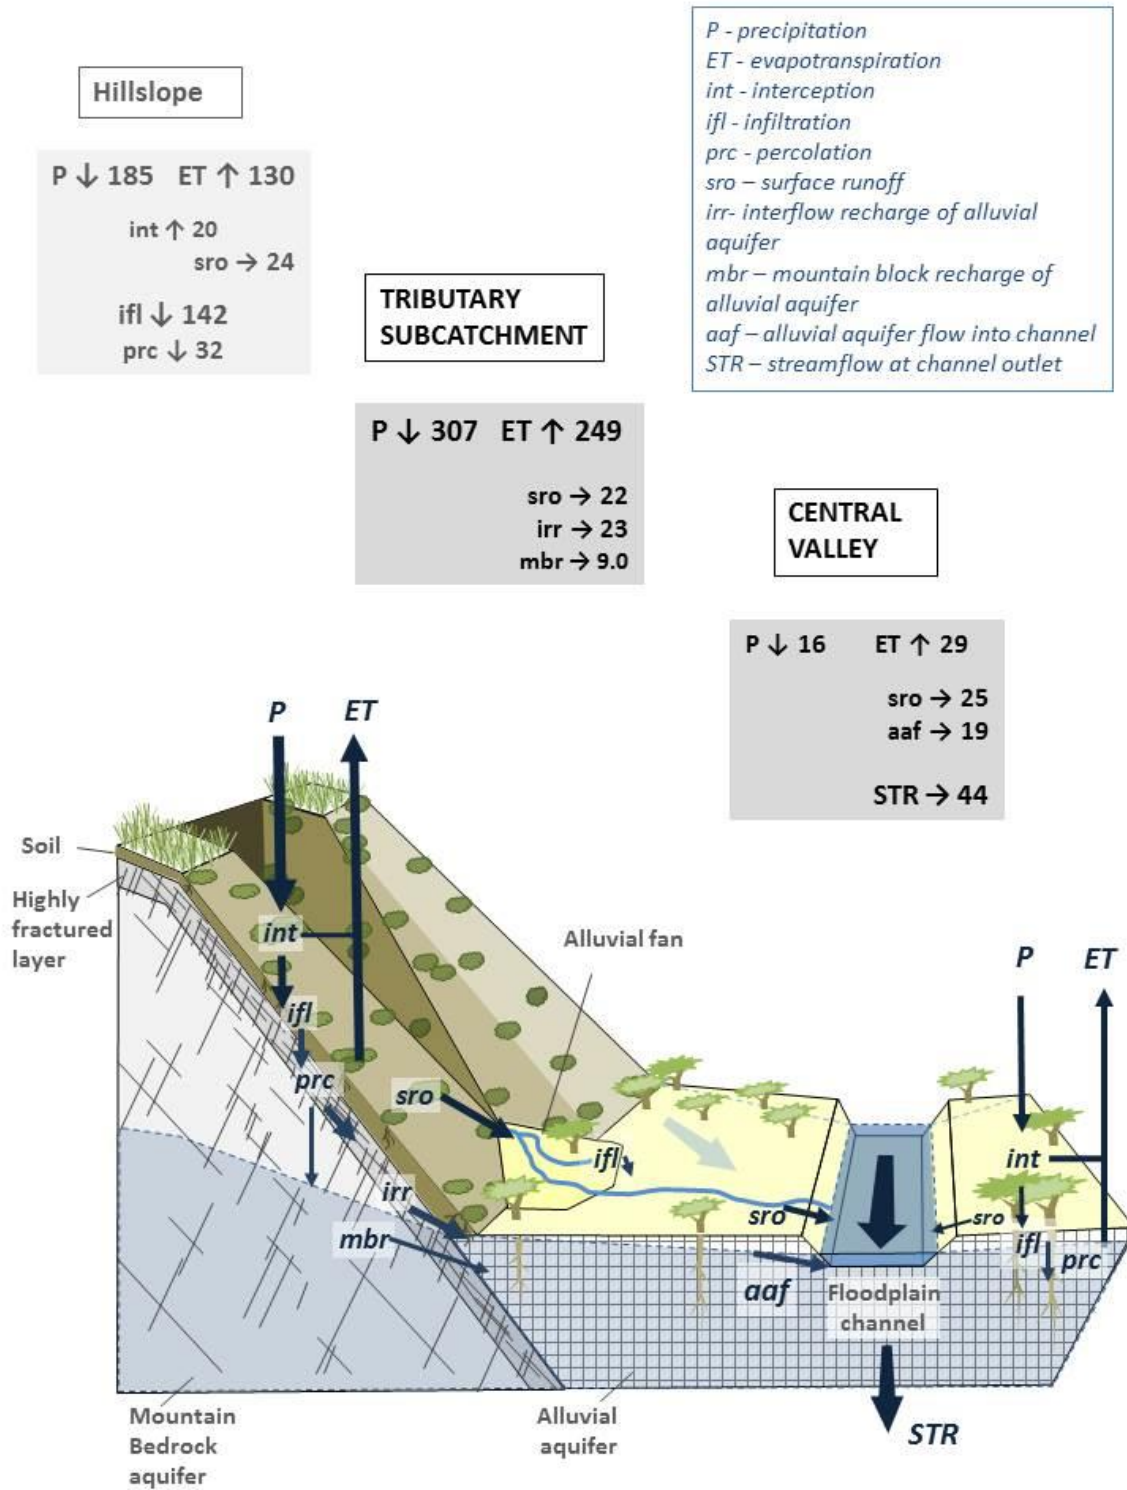 P - precipitation
ET - evapotranspiration
int - interception
ifl - infiltration
prc - percolation
sro – surface runoff
irr- interflow recharge of alluvial
aquifer
mbr – mountain block recharge of
alluvial aquifer
aaf – alluvial aquifer flow into channel
STR – streamflow at channel outlet
Hillslope
P ↓ 185 ET ↑ 130
int ↑ 20
sro → 24
ifl ↓ 142
prc ↓ 32
TRIBUTARY
SUBCATCHMENT
P ↓ 307 ET ↑ 249
sro → 22
irr → 23
mbr → 9.0
CENTRAL
VALLEY
P ↓ 16 ET ↑ 29
sro → 25
aaf → 19
STR → 44
P ET
Soil
Highly
fractured
layer
int
Alluvial fan
P ET
ifl
prc
sro
ifl
int
irr
sro
sro
mbr
ifl
prc
aaf
Floodplain
channel
Mountain
Bedrock
aquifer
Alluvial
aquifer
STR